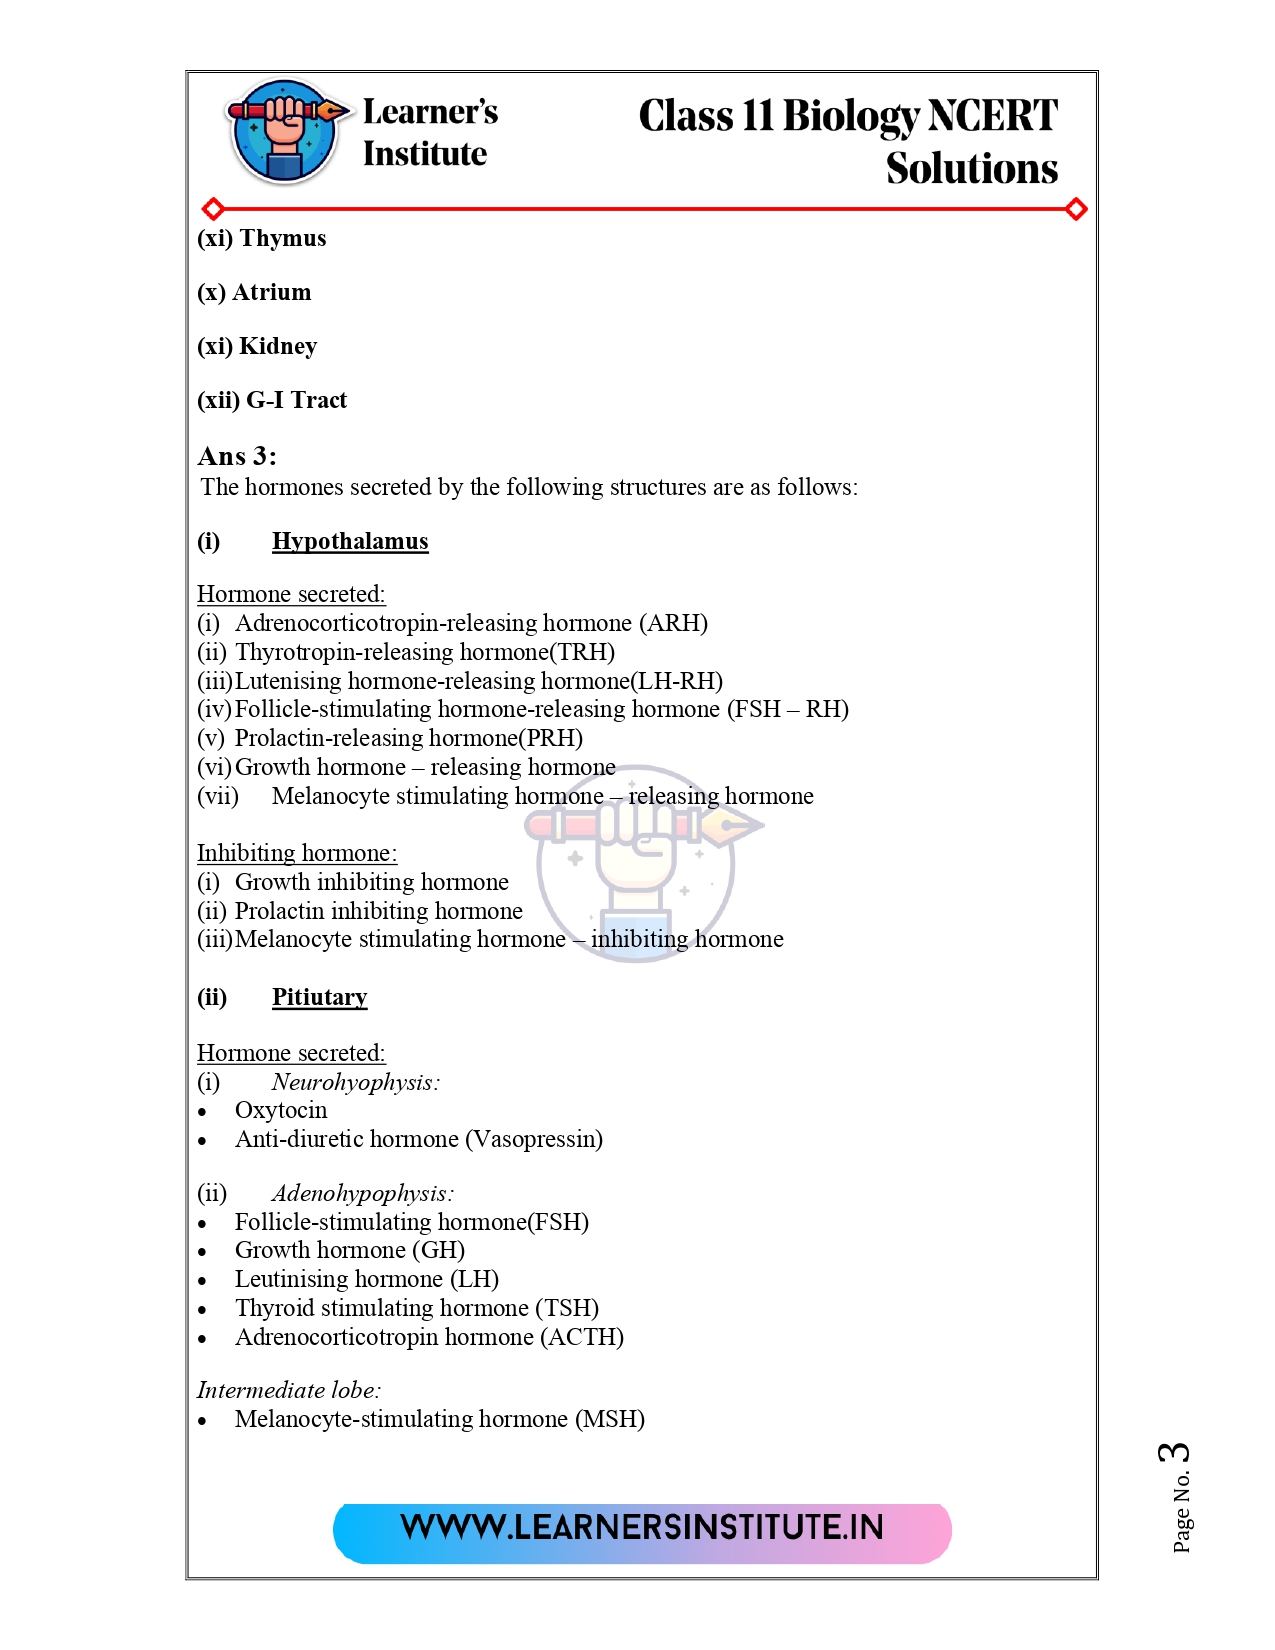 Learner's
Institute
Class 11 Biology NCERT
Solutions
(xi) Thymus
(x) Atrium
(xi) Kidney
(xii) G-I Tract
Ans 3:
The hormones secreted by the following structures are as follows:
(i) Hypothalamus
Hormone secreted:
(i) Adrenocorticotropin-releasing hormone (ARH)
(ii) Thyrotropin-releasing hormone(TRH)
(iii)Lutenising hormone-releasing hormone(LH-RH)
(iv)Follicle-stimulating hormone-releasing hormone (FSH – RH)
(v) Prolactin-releasing hormone(PRH)
(vi)Growth hormone – releasing hormone
(vii) Melanocyte stimulating hormone – releasing hormone
Inhibiting hormone:
(i) Growth inhibiting hormone
(ii) Prolactin inhibiting hormone
(iii)Melanocyte stimulating hormone – inhibiting hormone
(ii) Pitiutary
Hormone secreted:
(i) Neurohyophysis:
• Oxytocin
• Anti-diuretic hormone (Vasopressin)
(ii) Adenohypophysis:
• Follicle-stimulating hormone(FSH)
• Growth hormone (GH)
• Leutinising hormone (LH)
• Thyroid stimulating hormone (TSH)
• Adrenocorticotropin hormone (ACTH)
Intermediate lobe:
• Melanocyte-stimulating hormone (MSH)
WWW.LEARNERSINSTITUTE.IN
Page No. 3